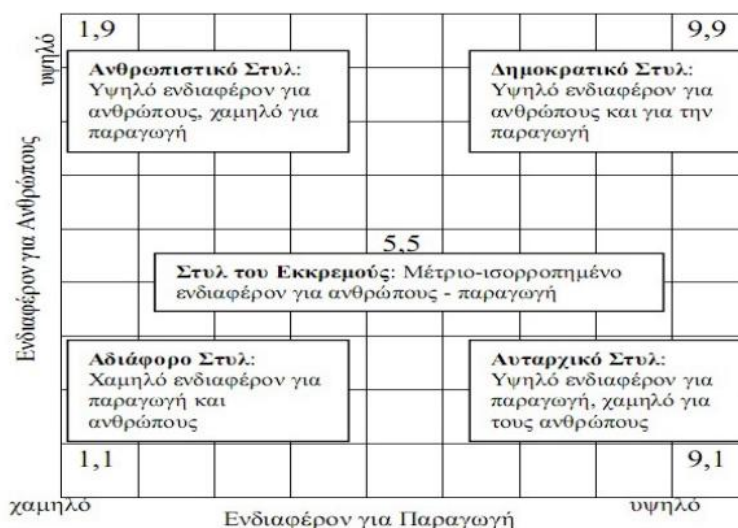 1,9
9,9
υψηλό
Ανθρωπιστικό Στυλ:
Υψηλό ενδιαφέρον για
ανθρώπους, χαμηλό για
παραγωγή
Δημοκρατικό Στυλ:
Υψηλό ενδιαφέρον για
ανθρώπους και για την
παραγωγή
Ενδιαφέρον για Ανθρώπους
5,5
Στυλ του Εκκρεμούς: Μέτριο-ισορροπημένο
ενδιαφέρον για ανθρώπους - παραγωγή
Αδιάφορο Στυλ:
Χαμηλό ενδιαφέρον για
παραγωγή και
ανθρώπους
Αυταρχικό Στυλ:
Υψηλό ενδιαφέρον για
παραγωγή, χαμηλό για
τους ανθρώπους
1,1
9,1
χαμηλό
Ενδιαφέρον για Παραγωγή
υψηλό